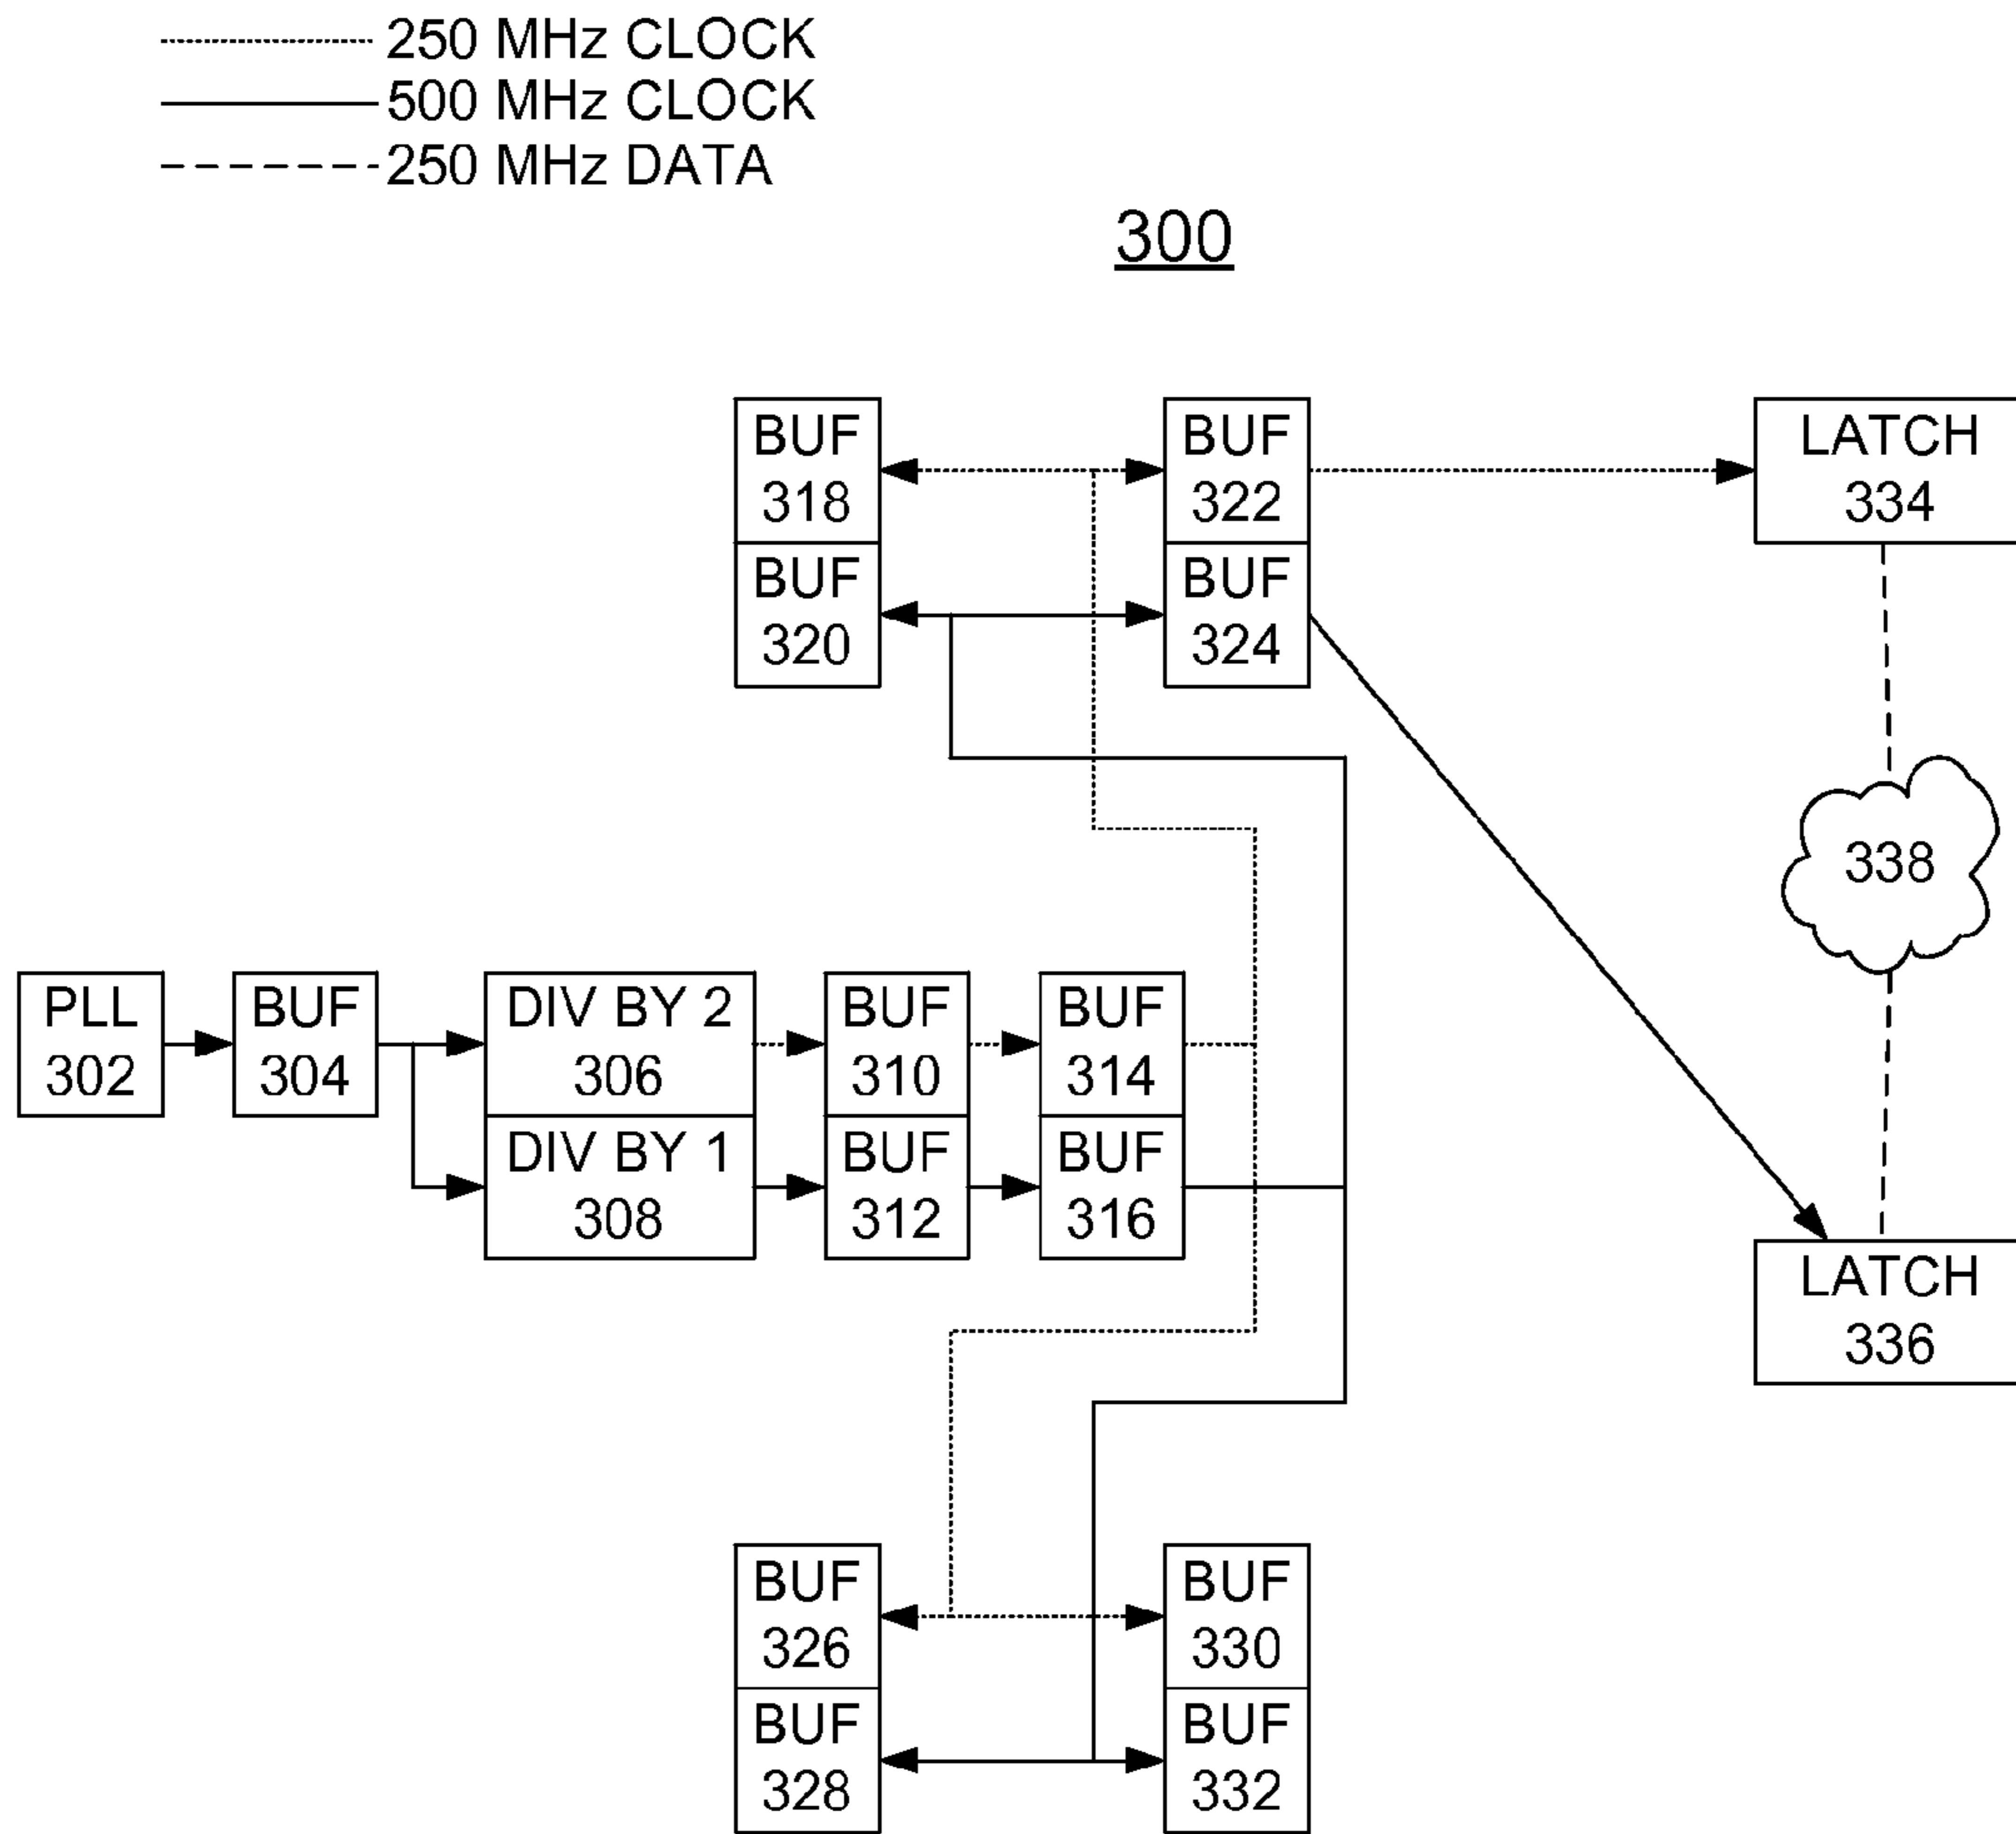 250 MHz CLOCK
500 MHz CLOCK
250 MHz DATA
300
BUF
318
BUF
320
BUF
322
BUF
324
LATCH
334
338
PLL
302
BUF
304
DIV BY 2
306
DIV BY 1
308
BUF
310
BUF
312
BUF
314
BUF
316
LATCH
336
BUF
326
BUF
328
BUF
330
BUF
332